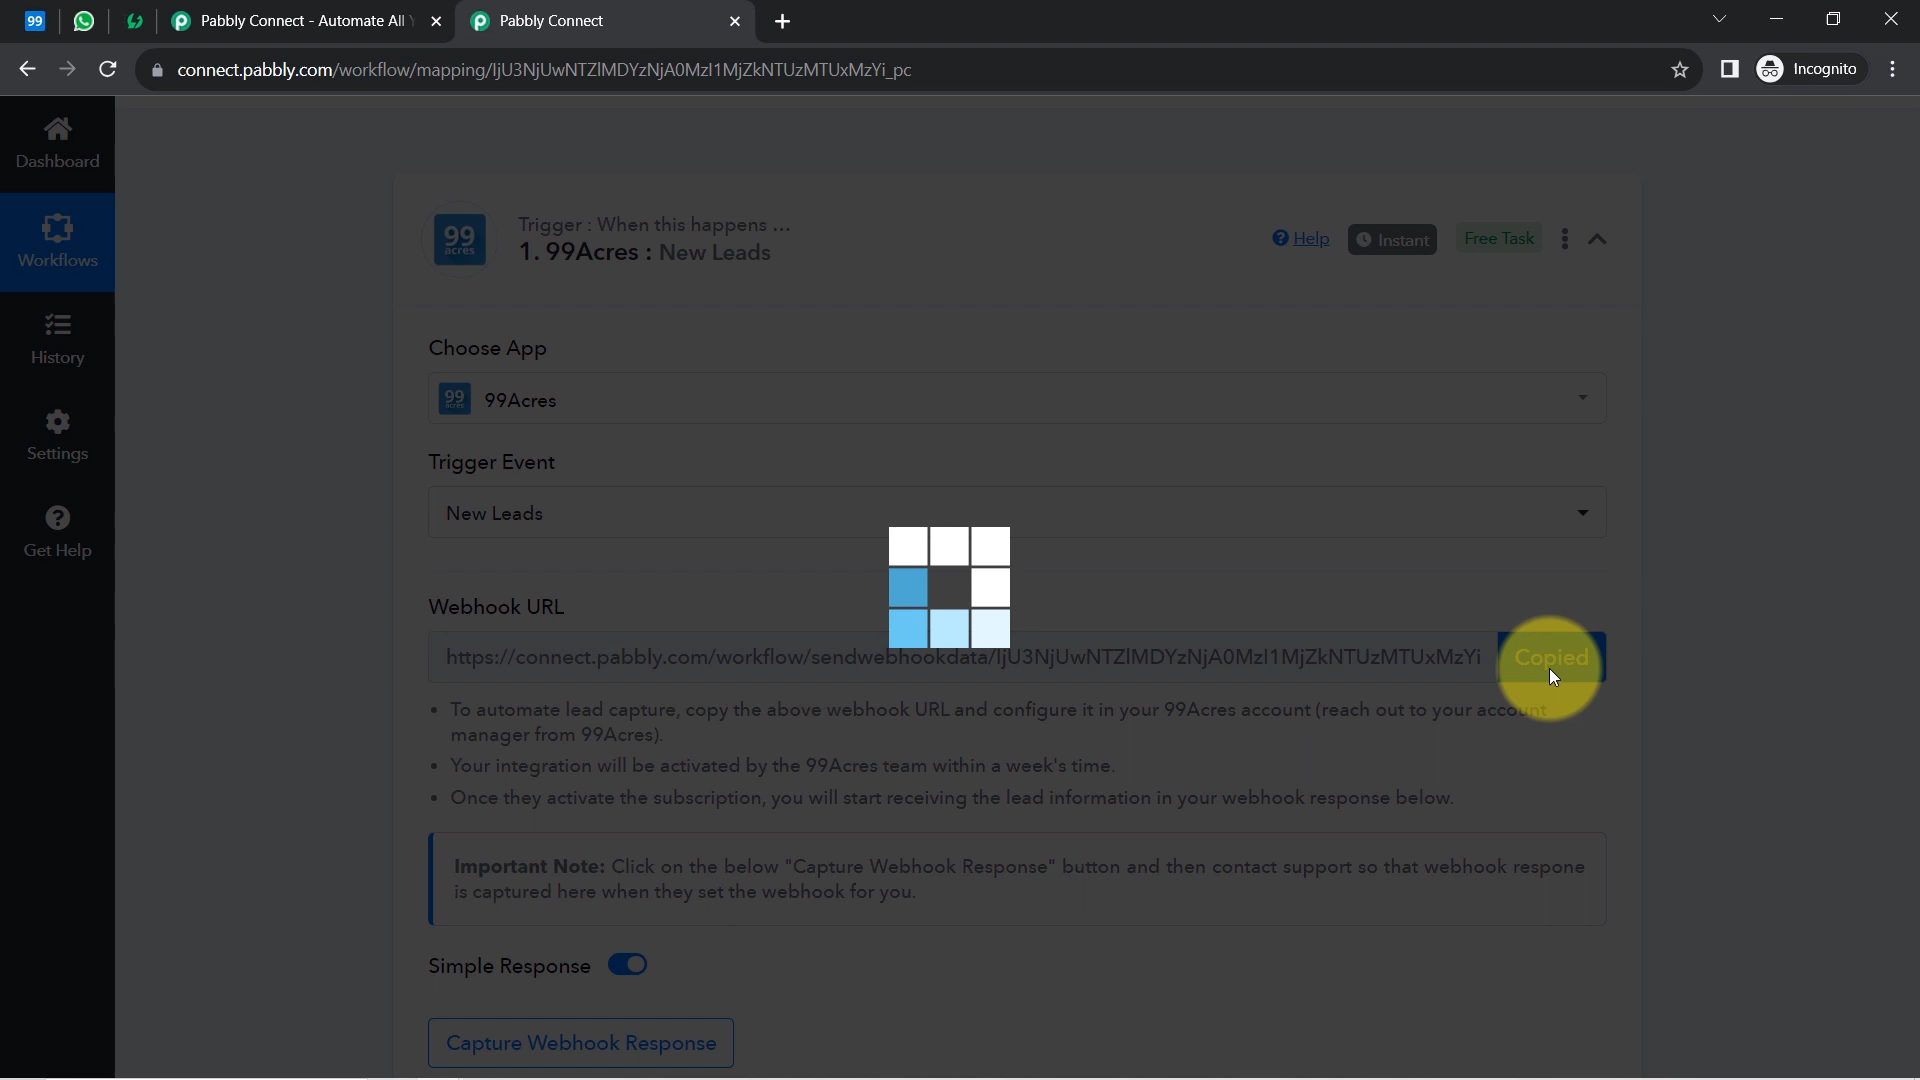 99
Pabbly Connect - Automate All
Pabbly Connect
connect.pabbly.com/workflow/mapping/IjU3NjUwNTZlMDYzNjA0MzI1MjZkNTUzMTUxMzYi_pc
Incognito
Dashboard
Workflows
History
Settings
Get Help
99
acres
Trigger : When this happens ...
1. 99Acres : New Leads
Help
Instant
Free Task
Choose App
99
acres
99Acres
Trigger Event
New Leads
Webhook URL
https://connect.pabbly.com/workflow/sendwebhookdata/IjU3NjUwNTZlMDYzNjA0MzI1MjZkNTUzMTUxMzYi
Copied
• To automate lead capture, copy the above webhook URL and configure it in your 99Acres account (reach out to your account
manager from 99Acres).
• Your integration will be activated by the 99Acres team within a week's time.
• Once they activate the subscription, you will start receiving the lead information in your webhook response below.
Important Note: Click on the below "Capture Webhook Response" button and then contact support so that webhook respone
is captured here when they set the webhook for you.
Simple Response
Capture Webhook Response